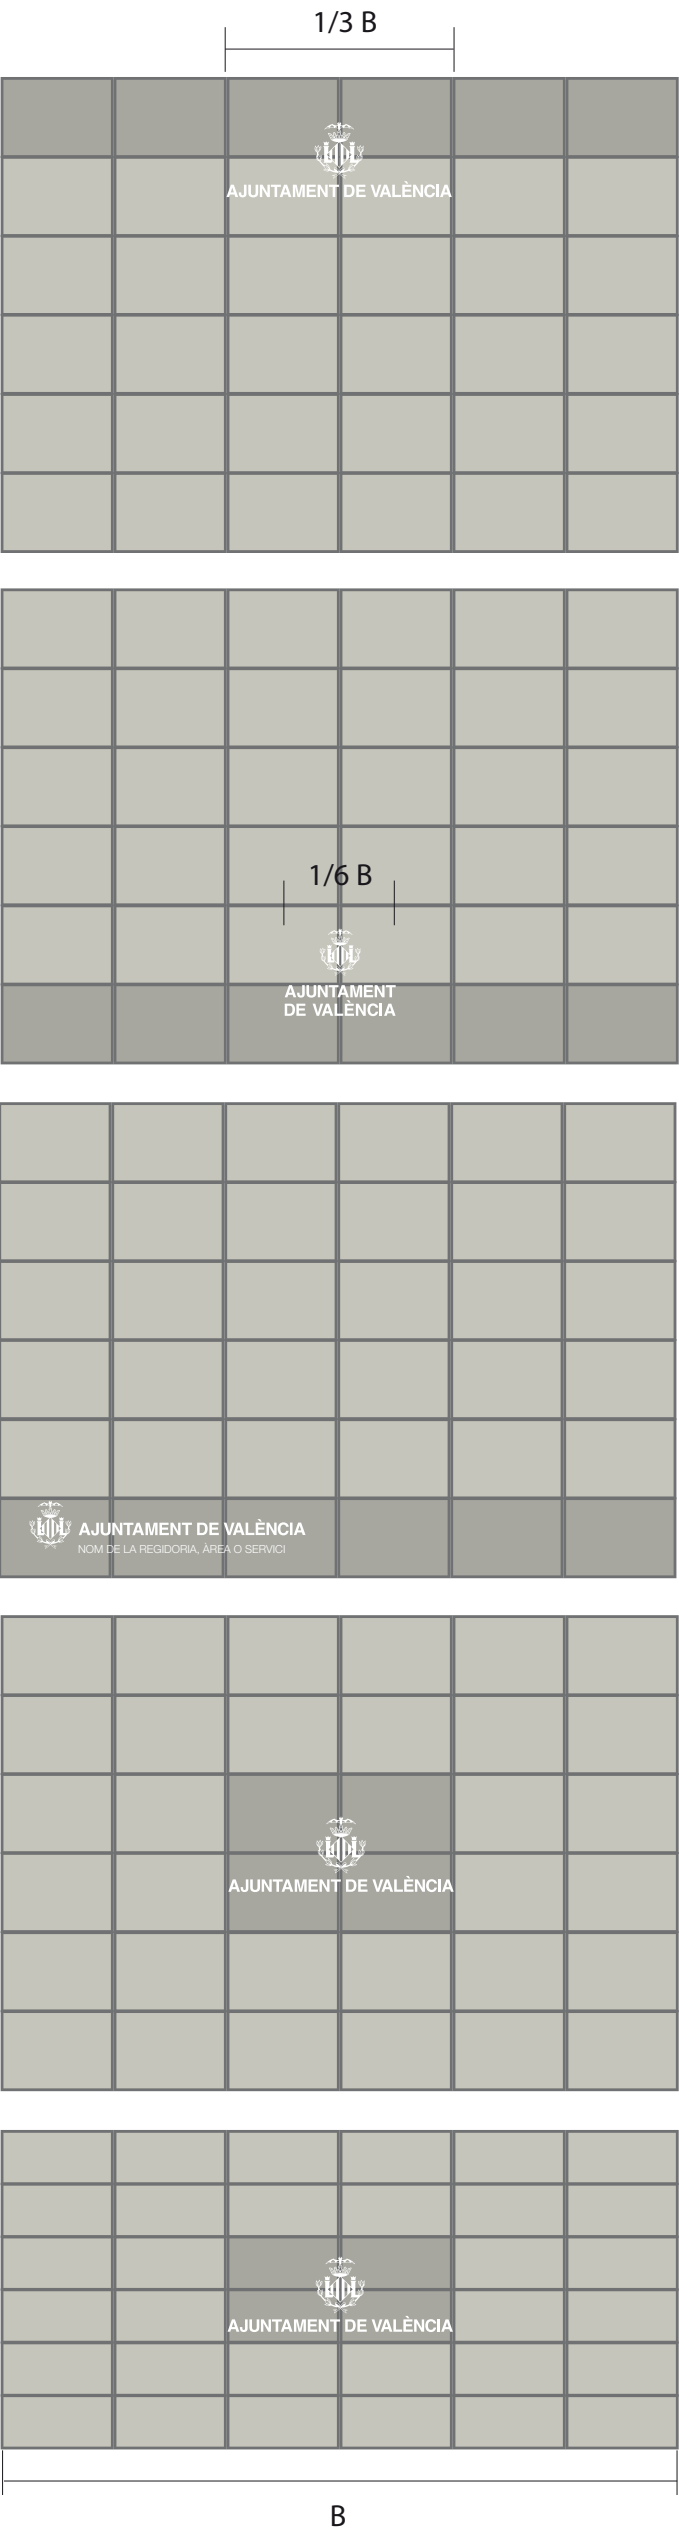 1/3 B
AJUNTAMENT DE VALÈNCIA
1/6 B
AJUNTAMENT
DE VALÈNCIA
AJUNTAMENT DE VALÈNCIA
NOM DE LA REGIDORIA, ÀREA O SERVICI
AJUNTAMENT DE VALÈNCIA
AJUNTAMENT DE VALÈNCIA
B